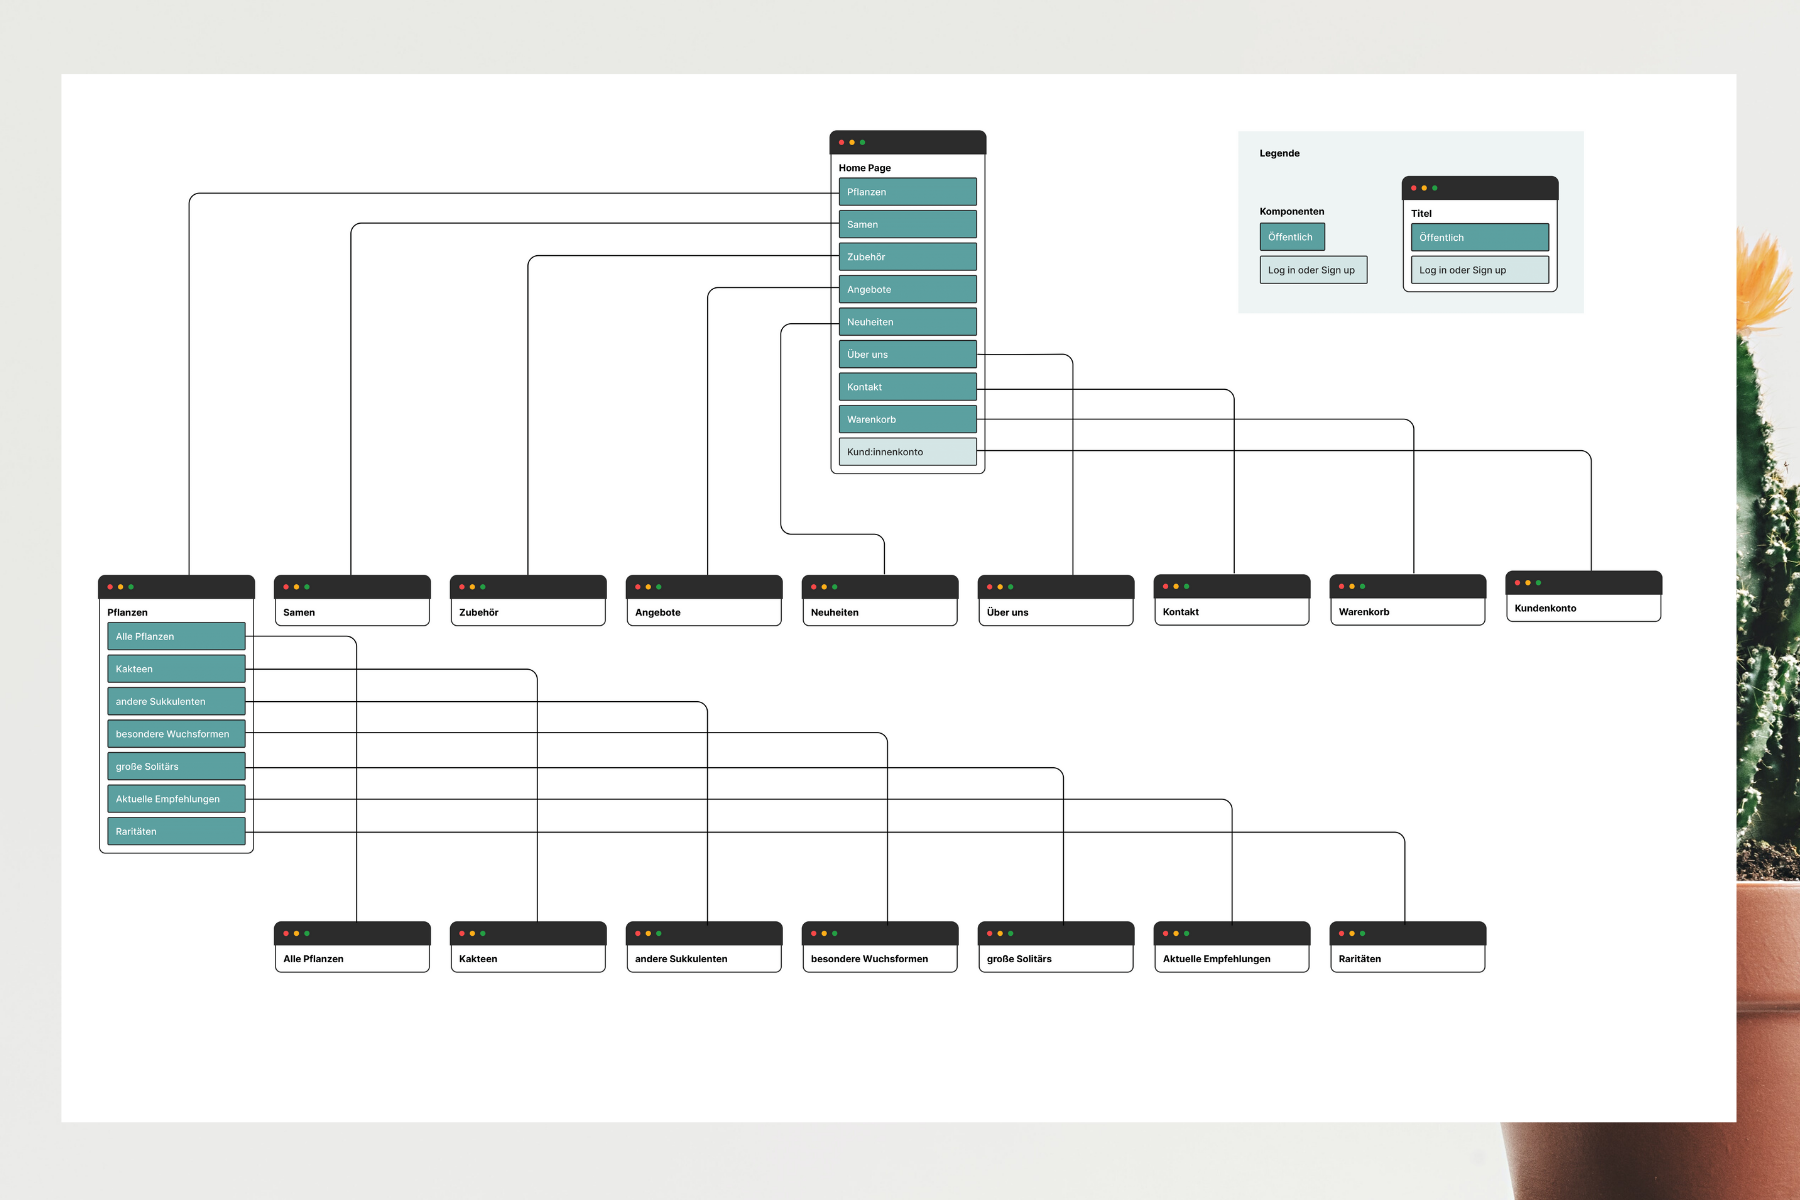 Home Page
Pflanzen
Samen
Zubehör
Angebote
Neuheiten
Über uns
Kontakt
Warenkorb
Kund:innenkonto
Legende
Komponenten
Öffentlich
Log in oder Sign up
Titel
Öffentlich
Log in oder Sign up
Pflanzen
Alle Pflanzen
Kakteen
andere Sukkulenten
besondere Wuchsformen
große Solitärs
Aktuelle Empfehlungen
Raritäten
Samen
Zubehör
Angebote
Neuheiten
Über uns
Kontakt
Warenkorb
Kundenkonto
Alle Pflanzen
Kakteen
andere Sukkulenten
besondere Wuchsformen
große Solitärs
Aktuelle Empfehlungen
Raritäten